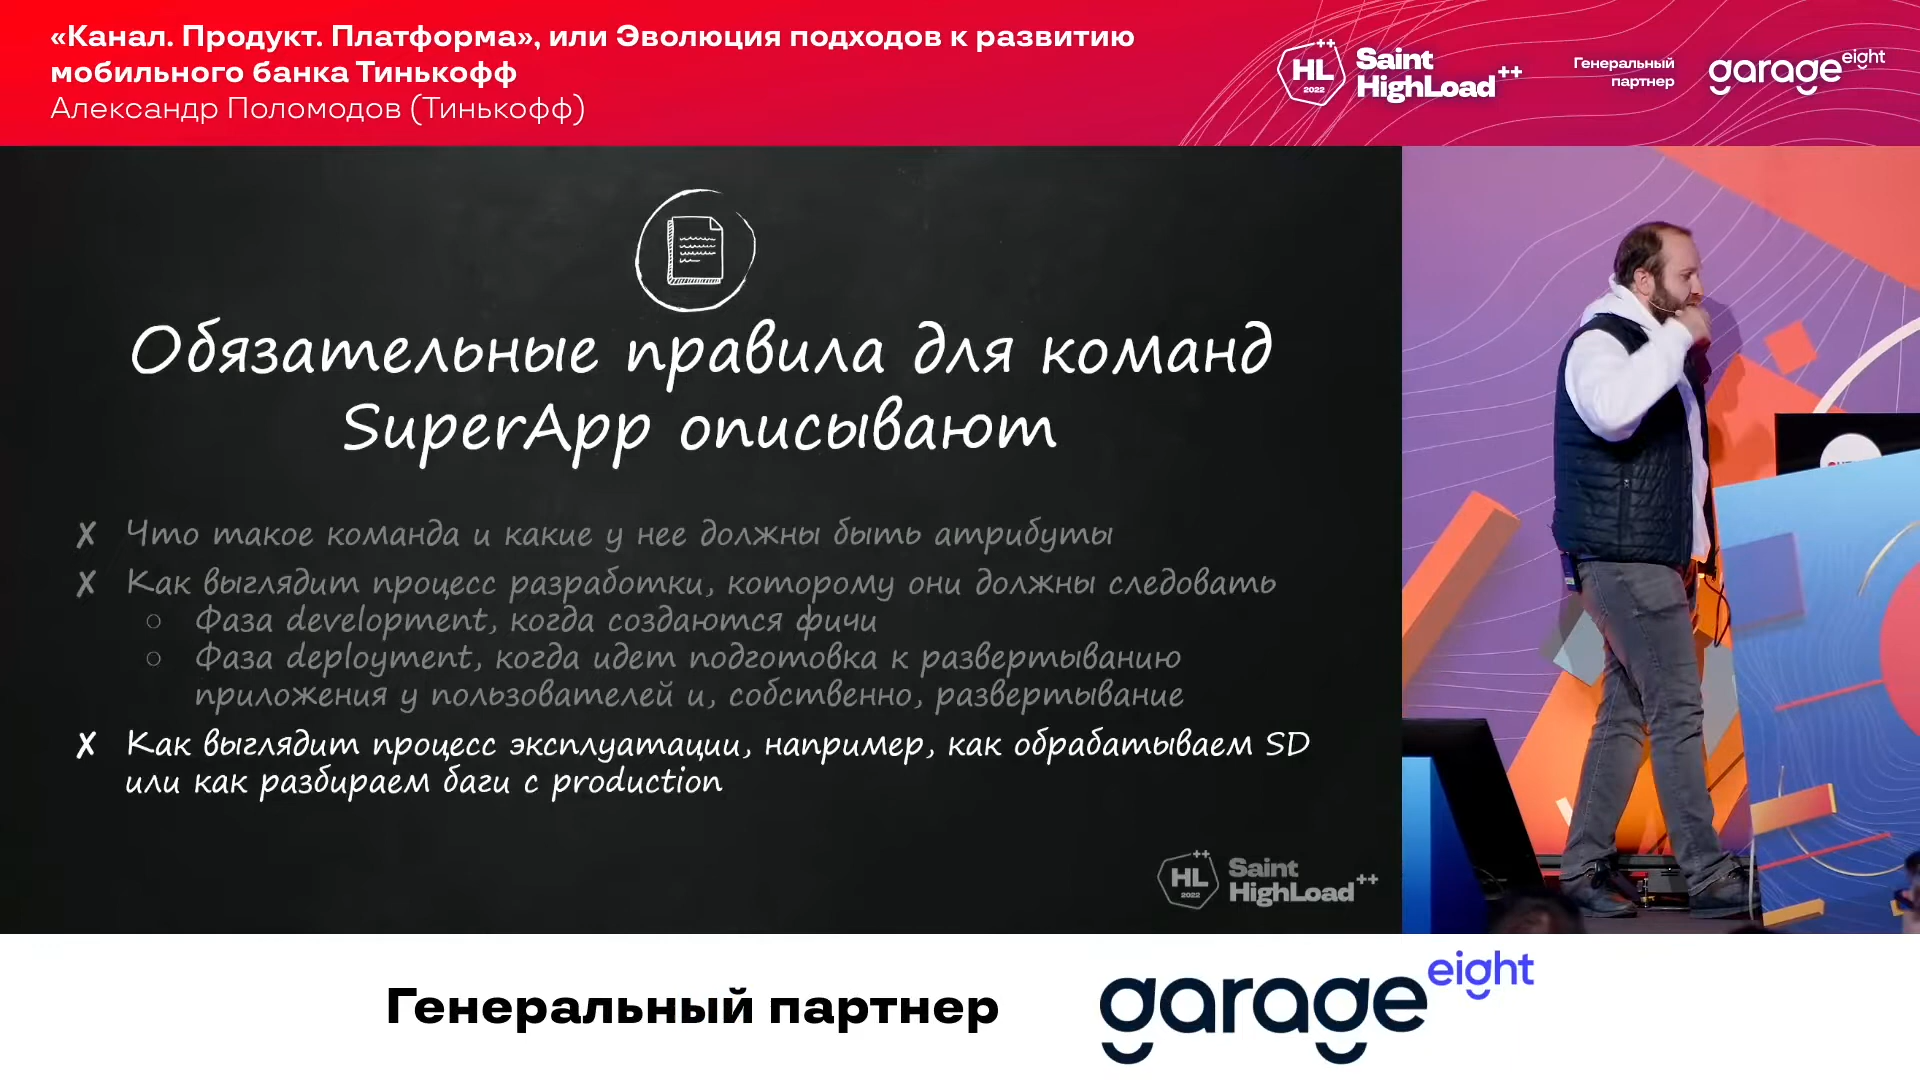 «Канал. Продукт. Платформа», или Эволюция подходов к развитию
мобильного банка Тинькофф
Александр Поломодов (Тинькофф)
HL
2022
Saint
HighLoad++
Генеральный
партнер
garage eight
Обязательные правила для команд
SuperApp описывают
✗ Что такое команда и какие у нее должны быть атрибуты
✗ Как выглядит процесс разработки, которому они должны следовать
○ Фаза development, когда создаются фичи
○ Фаза deployment, когда идет подготовка к развертыванию
приложения у пользователей и, собственно, развертывание
✗ Как выглядит процесс эксплуатации, например, как обрабатываем SD
или как разбираем баги с production
HL
2022
Saint
HighLoad++
Генеральный партнер
garage eight